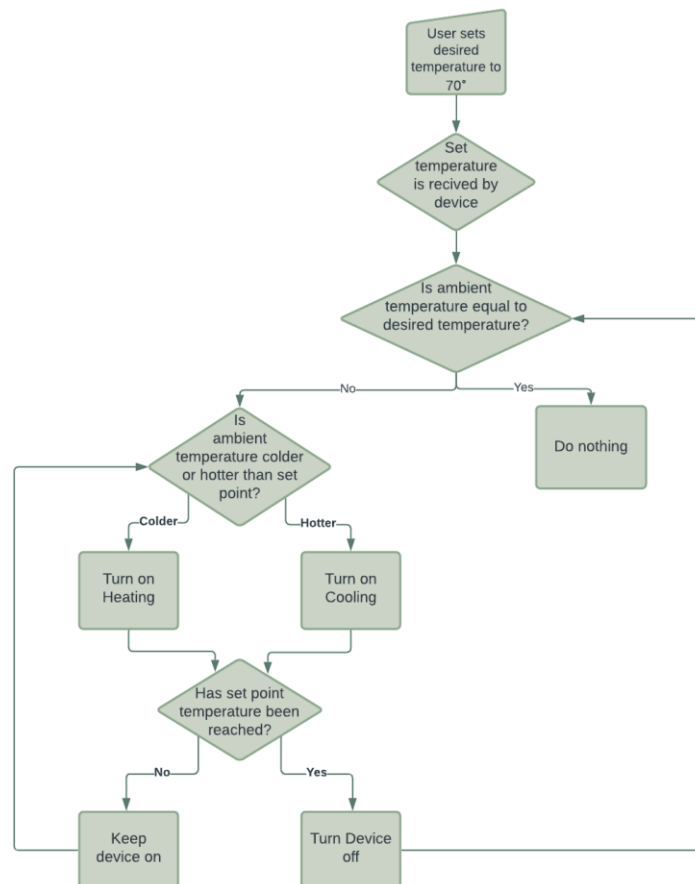 User sets
desired
temperature to
70°
Set
temperature
is recived by
device
Is ambient
temperature equal to
desired temperature?
No
Yes
Is
ambient
temperature colder
or hotter than set
point?
Do nothing
Colder
Hotter
Turn on
Heating
Turn on
Cooling
Has set point
temperature been
reached?
No
Yes
Keep
device on
Turn Device
off